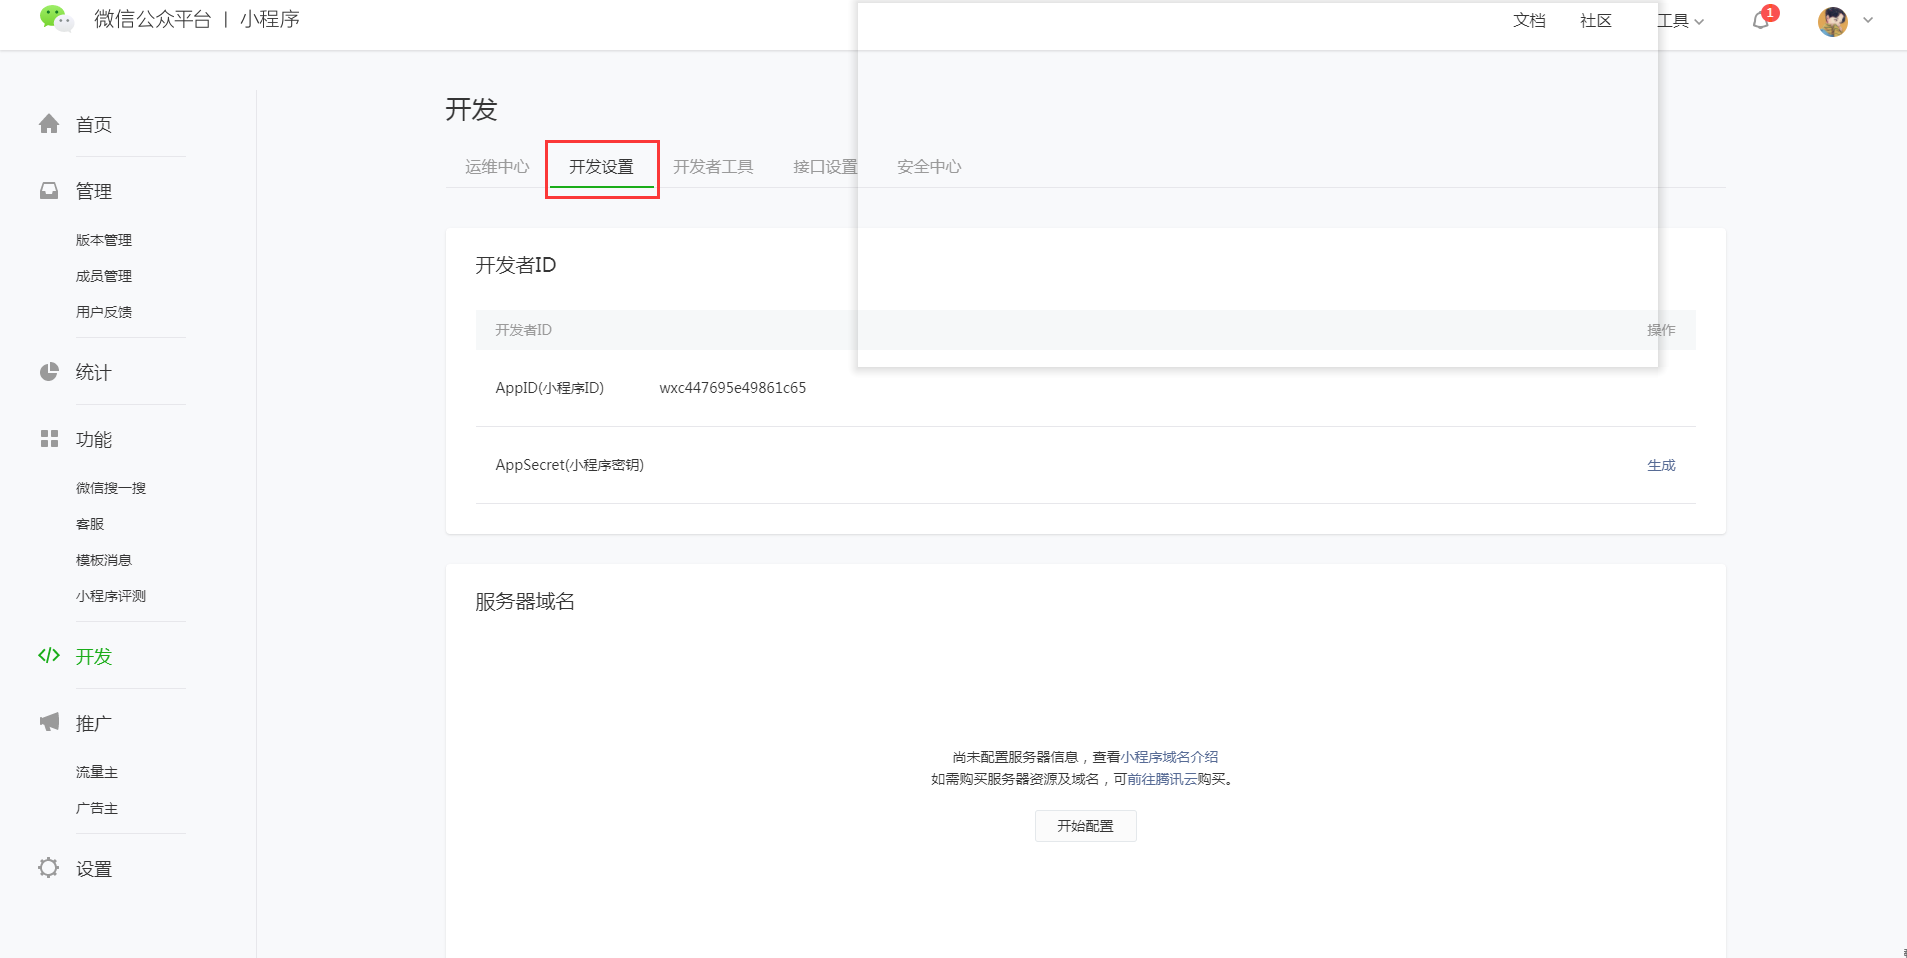 微信公众平台 | 小程序
文档 社区 工具 1
首页
管理
版本管理
成员管理
用户反馈
统计
功能
微信搜一搜
客服
模板消息
小程序评测
开发
推广
流量主
广告主
设置
开发
运维中心 开发设置 开发者工具 接口设置 安全中心
开发者ID
开发者ID 操作
AppID(小程序ID) wxc447695e49861c65
AppSecret(小程序密钥) 生成
服务器域名
尚未配置服务器信息，查看小程序域名介绍
如需购买服务器资源及域名，可前往腾讯云购买。
开始配置